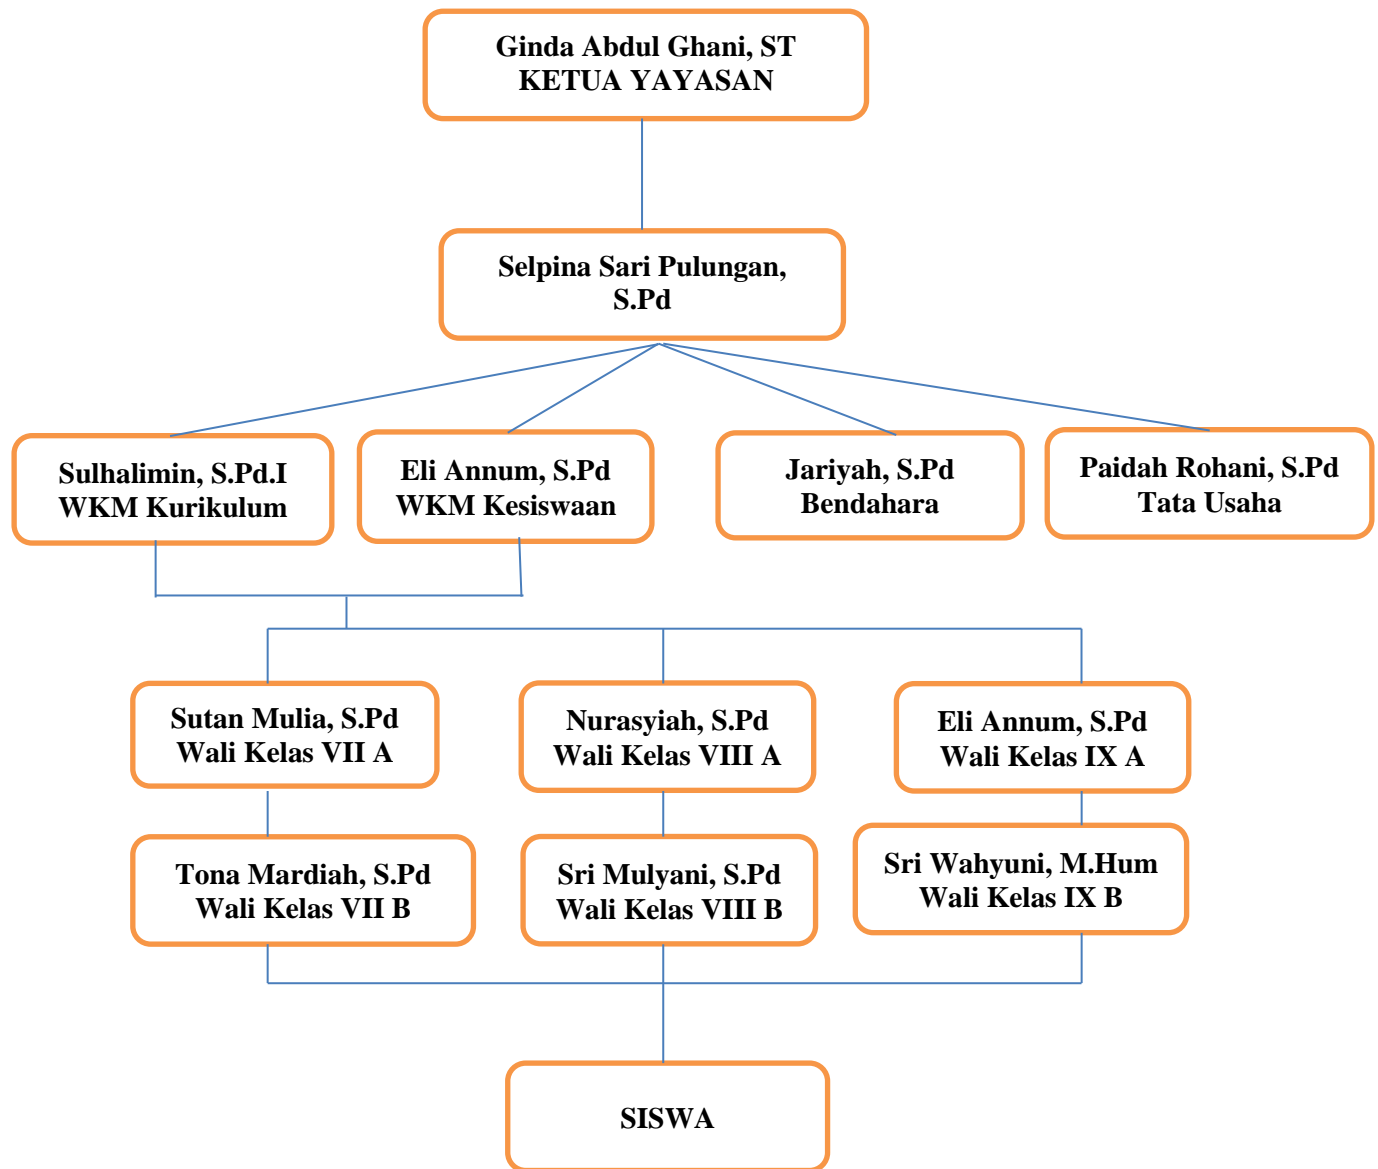 Ginda Abdul Ghani, ST
KETUA YAYASAN
Selpina Sari Pulungan,
S.Pd
Sulhalimin, S.Pd.I
WKM Kurikulum
Eli Annum, S.Pd
WKM Kesiswaan
Jariyah, S.Pd
Bendahara
Paidah Rohani, S.Pd
Tata Usaha
Sutan Mulia, S.Pd
Wali Kelas VII A
Nurasyiah, S.Pd
Wali Kelas VIII A
Eli Annum, S.Pd
Wali Kelas IX A
Tona Mardiah, S.Pd
Wali Kelas VII B
Sri Mulyani, S.Pd
Wali Kelas VIII B
Sri Wahyuni, M.Hum
Wali Kelas IX B
SISWA